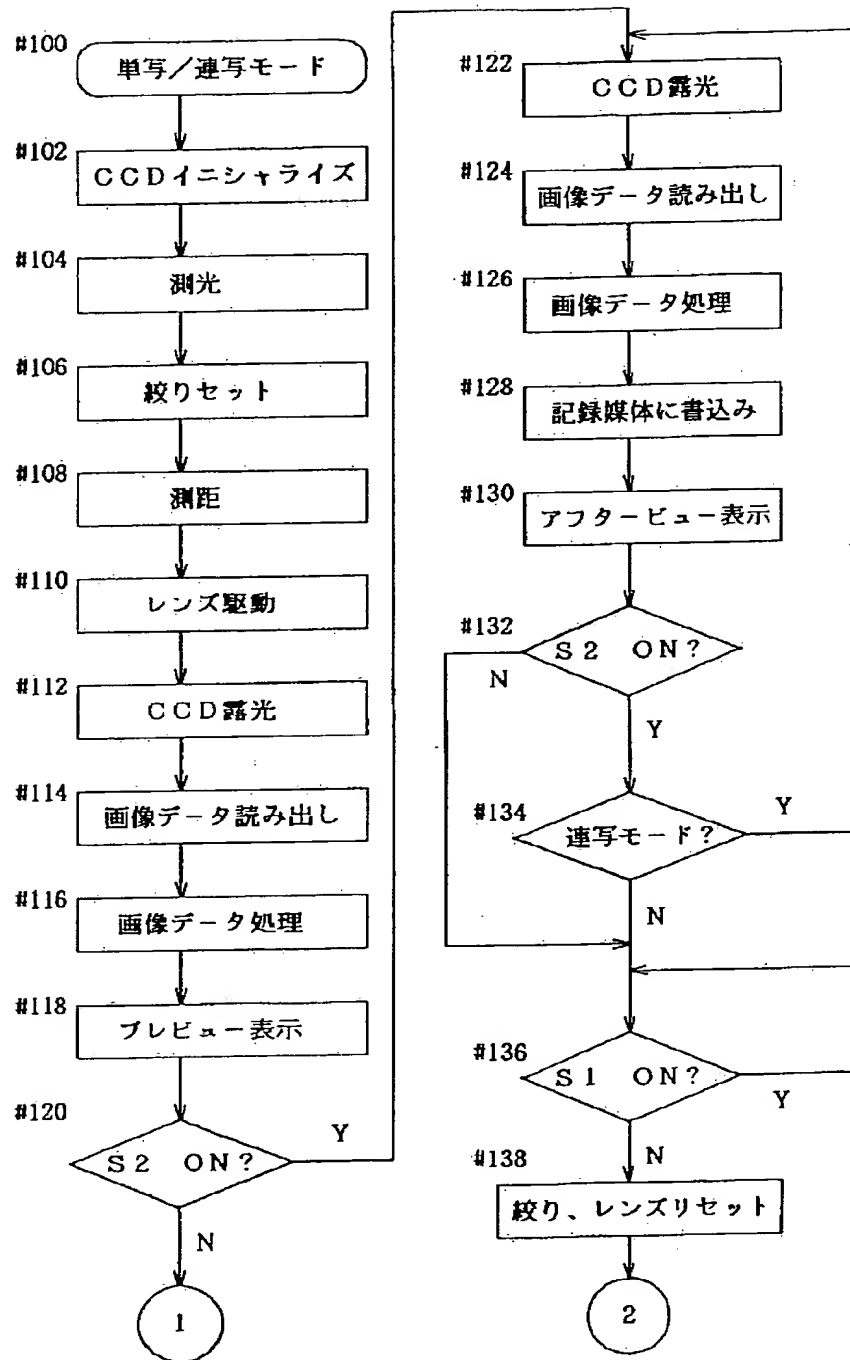 #100
単写／連写モード
#102
CCDイニシャライズ
#104
測光
#106
絞りセット
#108
測距
#110
レンズ駆動
#112
CCD露光
#114
画像データ読み出し
#116
画像データ処理
#118
プレビュー表示
#120
S2 ON?
Y
N
1
#122
CCD露光
#124
画像データ読み出し
#126
画像データ処理
#128
記録媒体に書込み
#130
アフタービュー表示
#132
S2 ON?
N
Y
#134
連写モード?
Y
N
#136
S1 ON?
Y
N
#138
絞り、レンズリセット
2